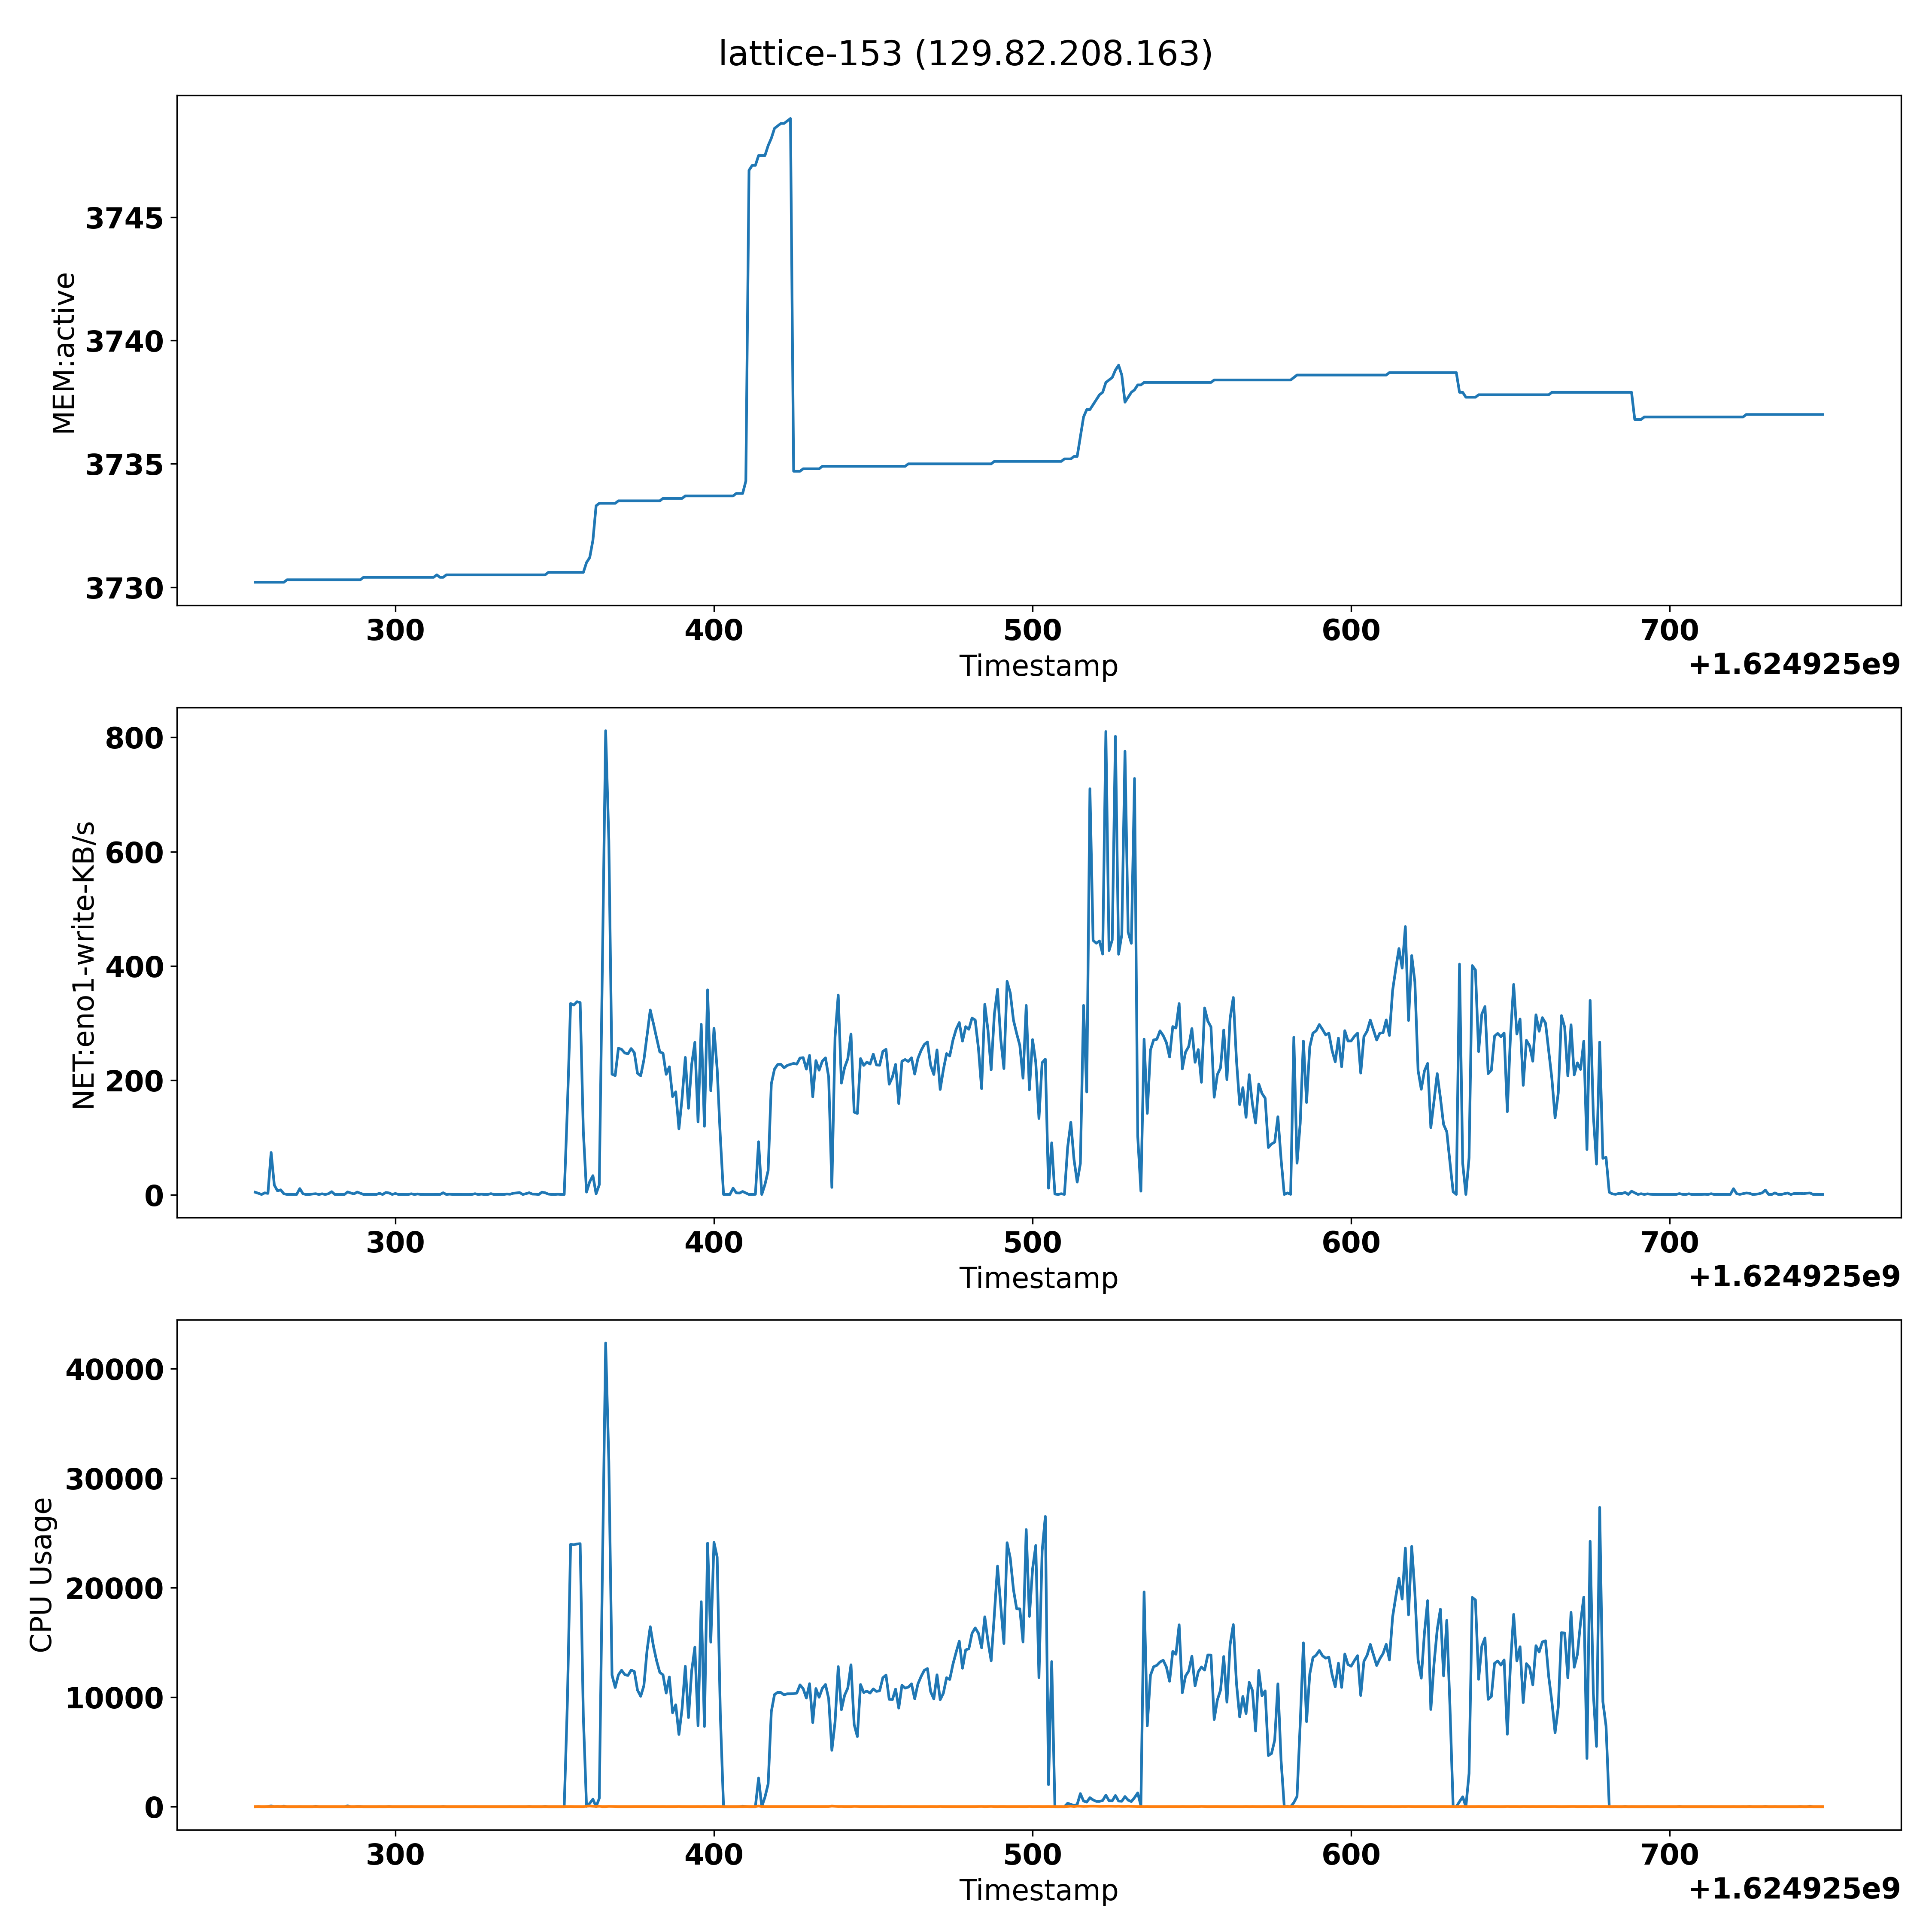 lattice-153 (129.82.208.163)
MEM:active
3745
3740
3735
3730
300 400 500 600 700
Timestamp
+1.624925e9
NET:eno1-write-KB/s
800
600
400
200
0
300 400 500 600 700
Timestamp
+1.624925e9
CPU Usage
40000
30000
20000
10000
0
300 400 500 600 700
Timestamp
+1.624925e9